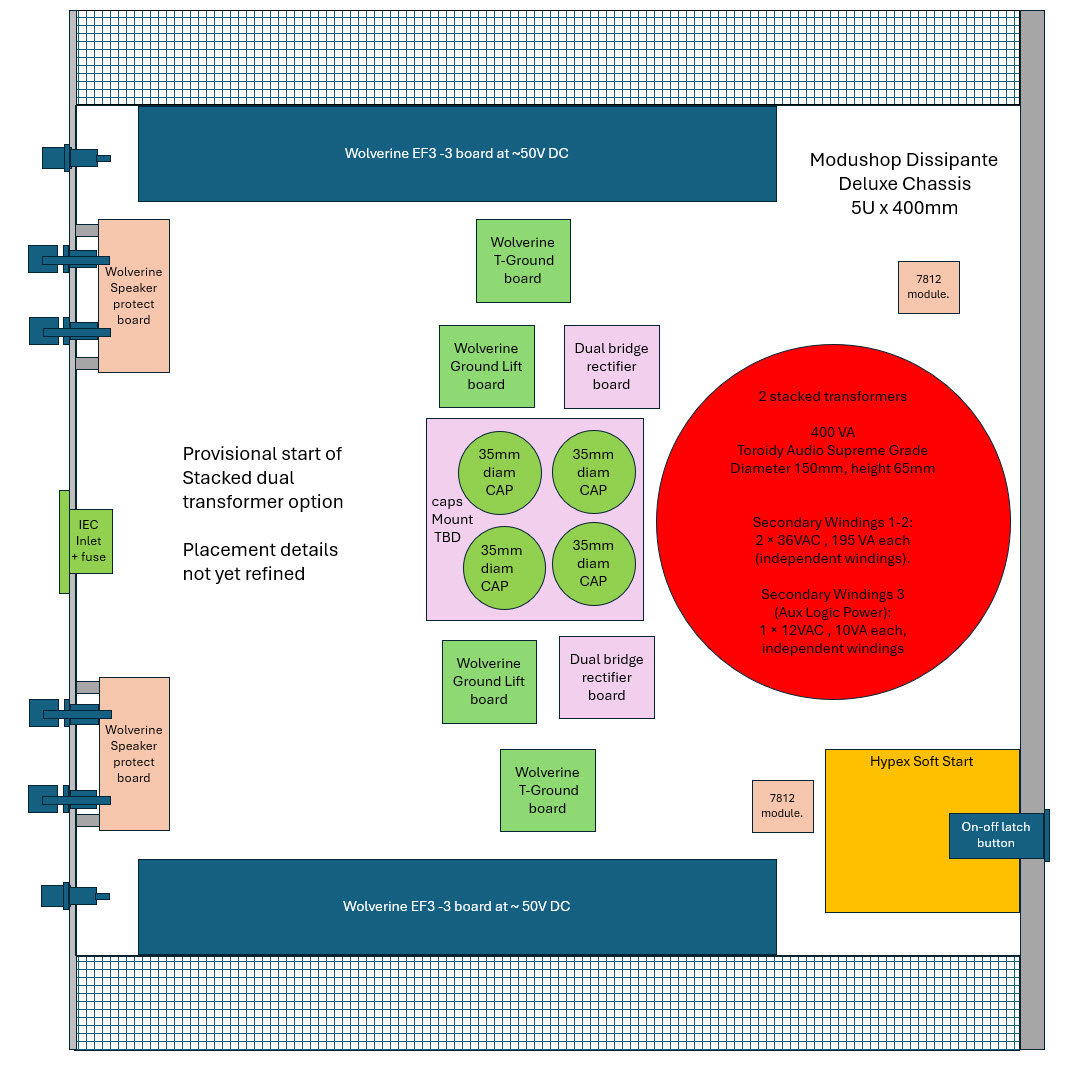 Wolverine EF3 -3 board at ~50V DC
Modushop Dissipante
Deluxe Chassis
5U x 400mm
Wolverine
T-Ground
board
Wolverine
Speaker
protect
board
7812
module.
Wolverine
Ground Lift
board
Dual bridge
rectifier
board
2 stacked transformers
400 VA
Toroidy Audio Supreme Grade
Diameter 150mm, height 65mm
Secondary Windings 1-2:
2 × 36VAC , 195 VA each
(independent windings).
Secondary Windings 3
(Aux Logic Power):
1 × 12VAC , 10VA each,
independent windings
Provisional start of
Stacked dual
transformer option
Placement details
not yet refined
35mm
diam
CAP
35mm
diam
CAP
caps
Mount
TBD
35mm
diam
CAP
35mm
diam
CAP
IEC
Inlet
+ fuse
Wolverine
Ground Lift
board
Dual bridge
rectifier
board
Wolverine
Speaker
protect
board
Wolverine
T-Ground
board
7812
module.
Hypex Soft Start
On-off latch
button
Wolverine EF3 -3 board at ~ 50V DC